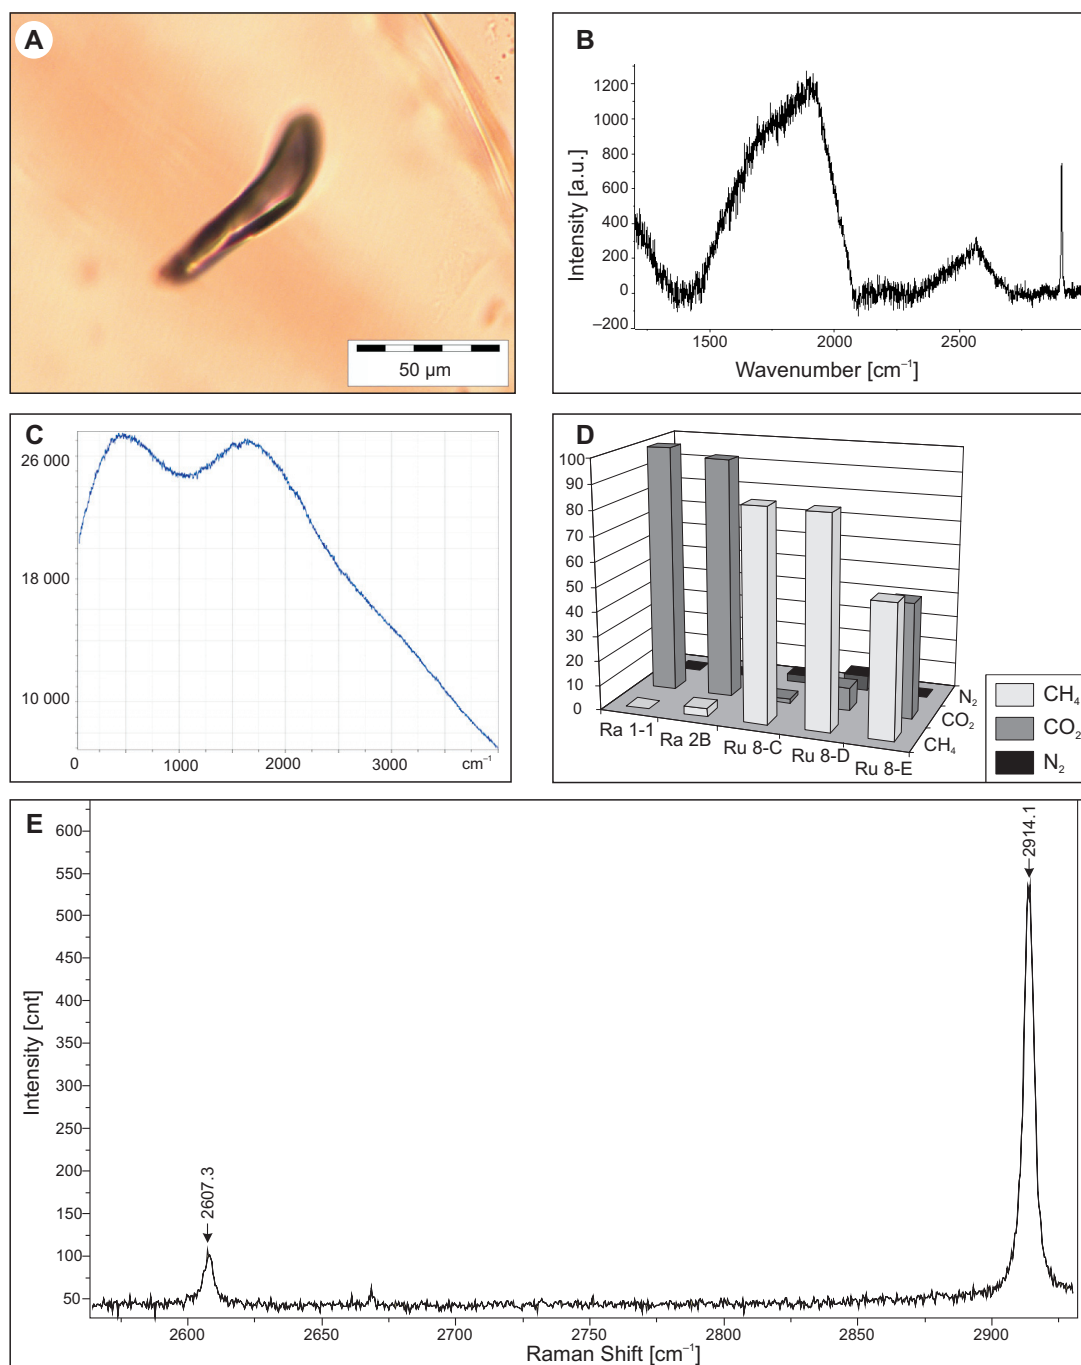 A
50 µm
B
1200
1000
800
600
400
200
0
–200
Intensity [a.u.]
1500
2000
2500
Wavenumber [cm⁻¹]
C
26 000
18 000
10 000
0
1000
2000
3000
cm⁻¹
D
100
90
80
70
60
50
40
30
20
10
0
Ra 1-1
Ra 2B
Ru 8-C
Ru 8-D
Ru 8-E
N₂
CO₂
CH₄
CH₄
CO₂
N₂
E
600
550
500
450
400
350
300
250
200
150
100
50
Intensity [cnt]
2607.3
2914.1
2600
2650
2700
2750
2800
2850
2900
Raman Shift [cm⁻¹]